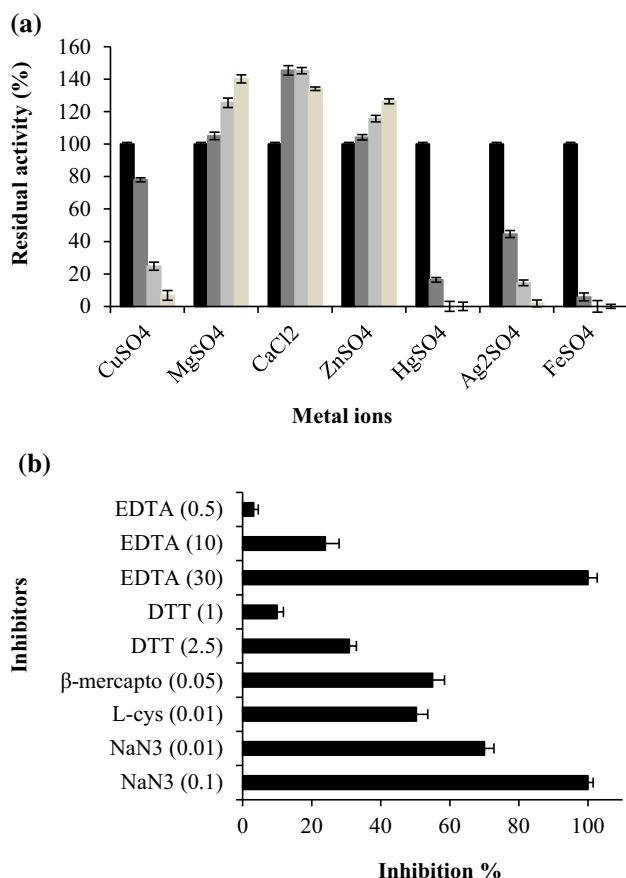 (a)
Residual activity (%)
160
140
120
100
80
60
40
20
0
CuSO4
MgSO4
CaCl2
ZnSO4
HgSO4
Ag2SO4
FeSO4
Metal ions
(b)
Inhibitors
EDTA (0.5)
EDTA (10)
EDTA (30)
DTT (1)
DTT (2.5)
β-mercapto (0.05)
L-cys (0.01)
NaN3 (0.01)
NaN3 (0.1)
0 20 40 60 80 100
Inhibition %